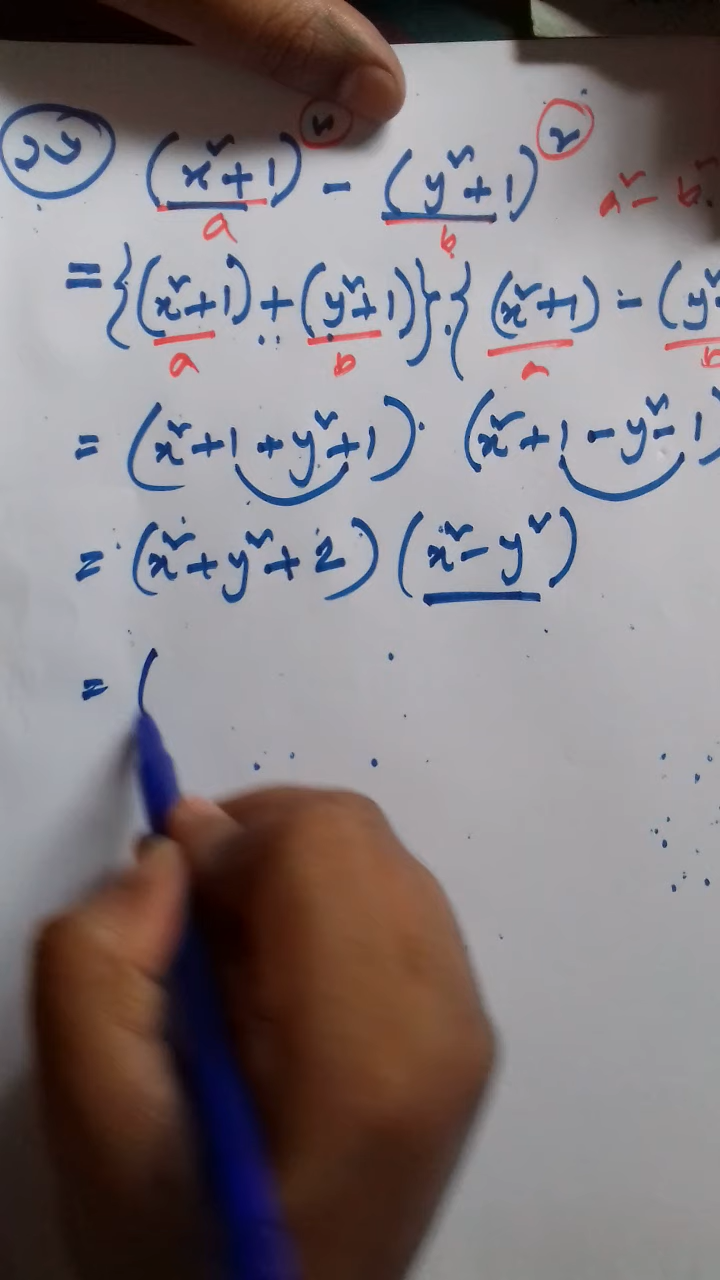 (x²+1)² - (y²+1)² a² - b²
a b
= {(x²+1) + (y²+1)} · { (x²+1) - (y²
a b a b
= (x²+1+y²+1) · (x²+1-y²-1)
= (x²+y²+2) (x²-y²)
= (